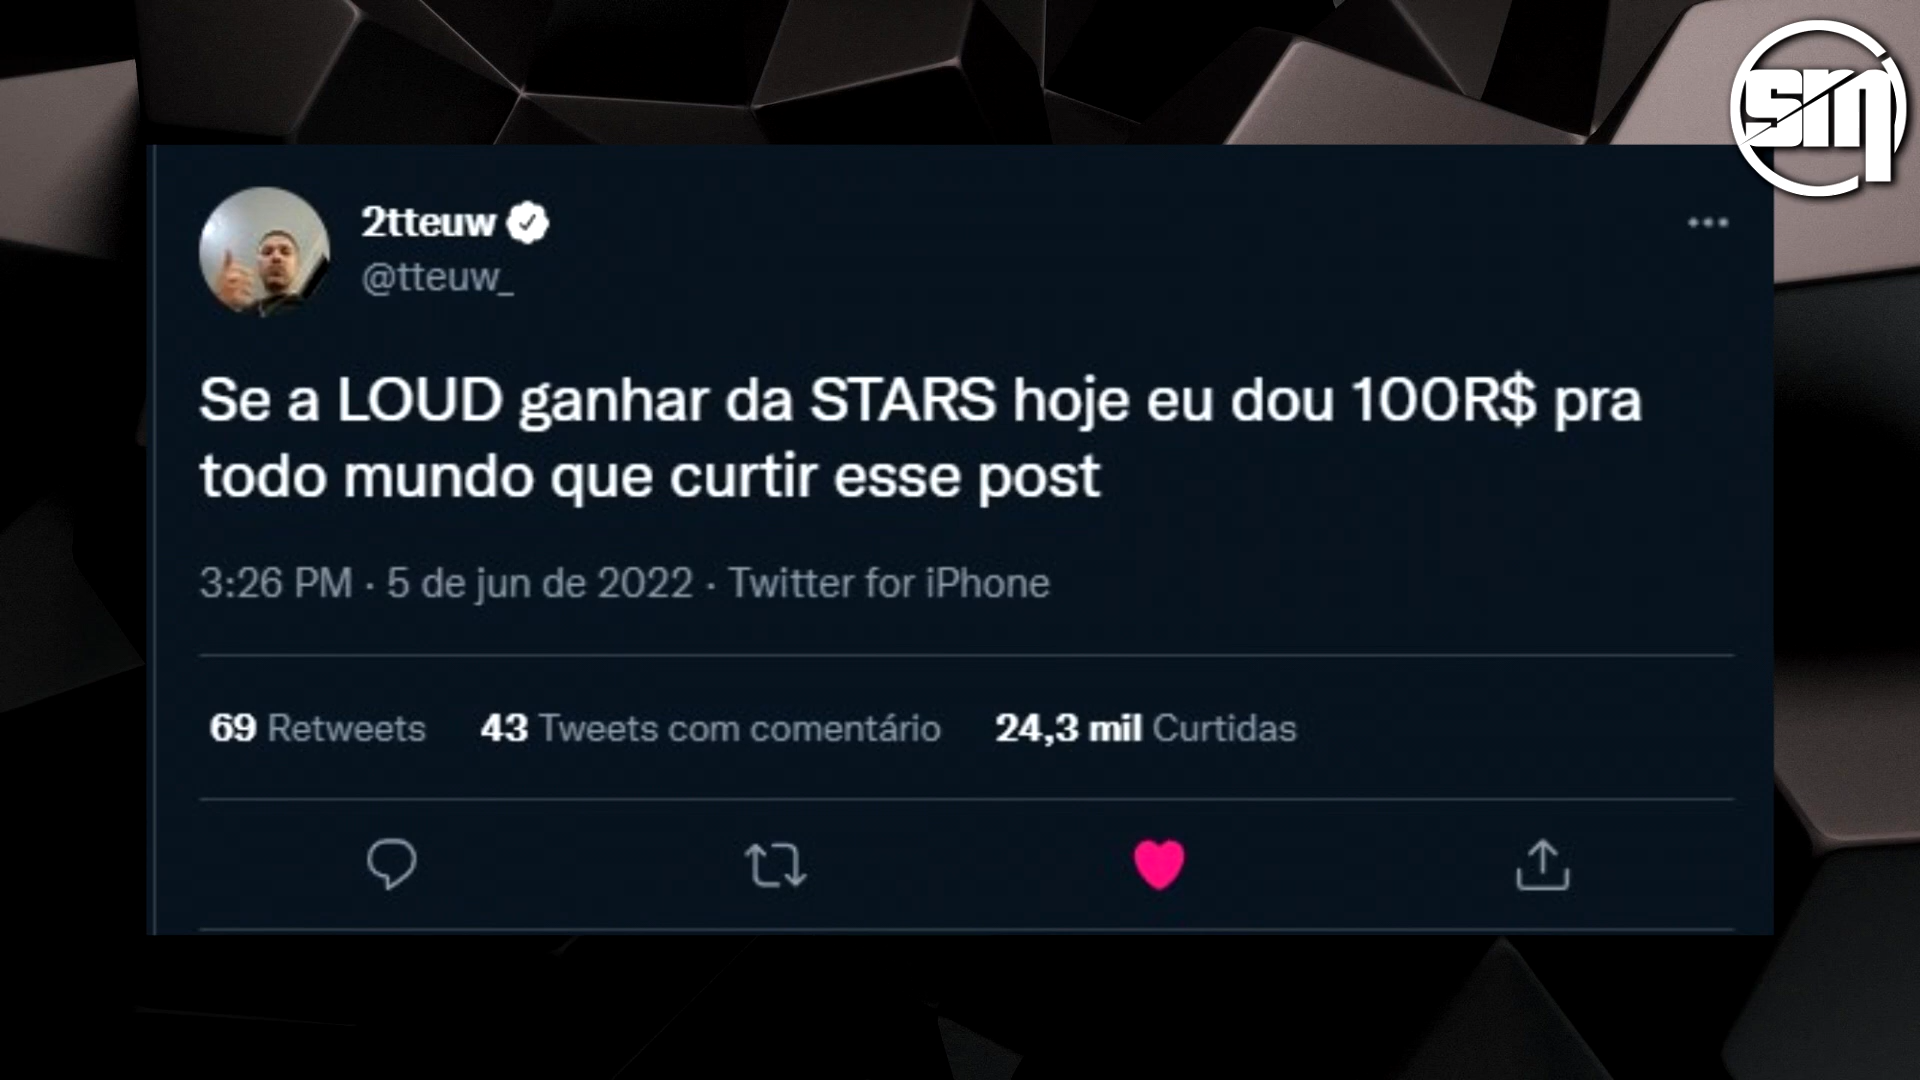 SM
2tteuw
@tteuw_
Se a LOUD ganhar da STARS hoje eu dou 100R$ pra
todo mundo que curtir esse post
3:26 PM · 5 de jun de 2022 · Twitter for iPhone
69 Retweets 43 Tweets com comentário 24,3 mil Curtidas